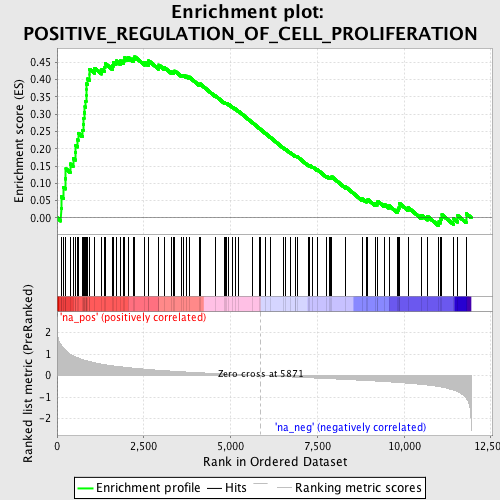 Enrichment plot:
POSITIVE_REGULATION_OF_CELL_PROLIFERATION
Enrichment score (ES)
0.45
0.40
0.35
0.30
0.25
0.20
0.15
0.10
0.05
0.00
'na_pos' (positively correlated)
Ranked list metric (PreRanked)
2
1
0
-1
-2
Zero cross at 5871
'na_neg' (negatively correlated)
0
2,500
5,000
7,500
10,000
12,500
Rank in Ordered Dataset
Enrichment profile
Hits
Ranking metric scores